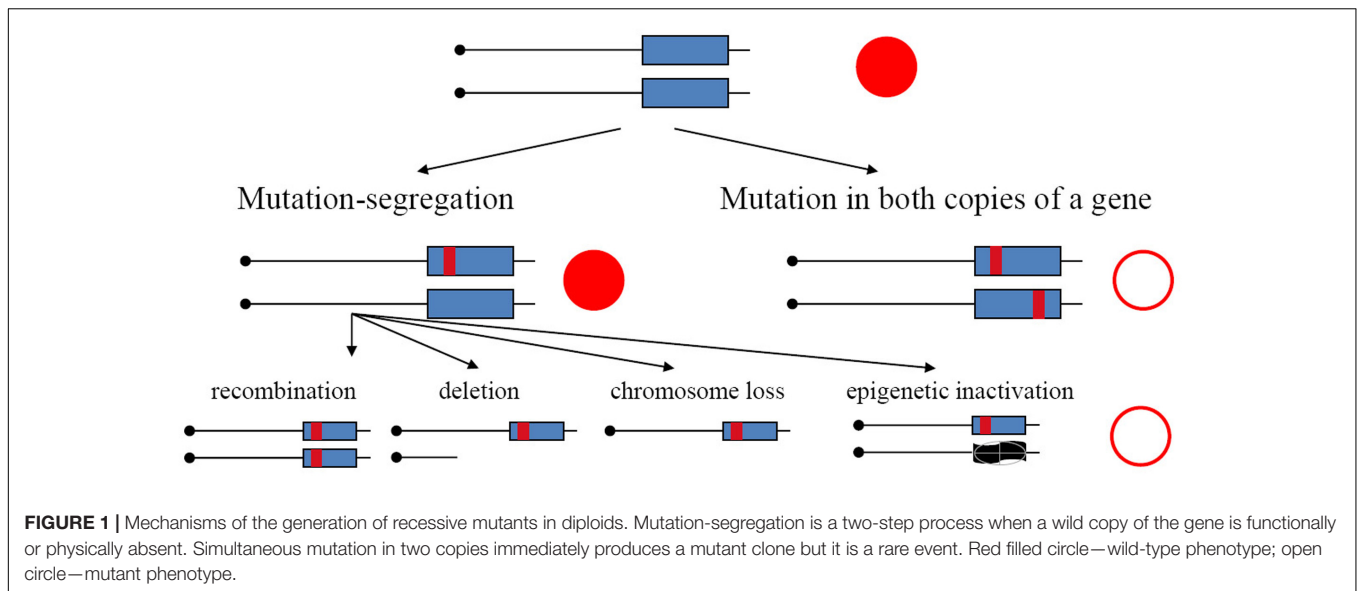 Mutation-segregation
Mutation in both copies of a gene
recombination
deletion
chromosome loss
epigenetic inactivation
FIGURE 1 | Mechanisms of the generation of recessive mutants in diploids. Mutation-segregation is a two-step process when a wild copy of the gene is functionally
or physically absent. Simultaneous mutation in two copies immediately produces a mutant clone but it is a rare event. Red filled circle—wild-type phenotype; open
circle—mutant phenotype.